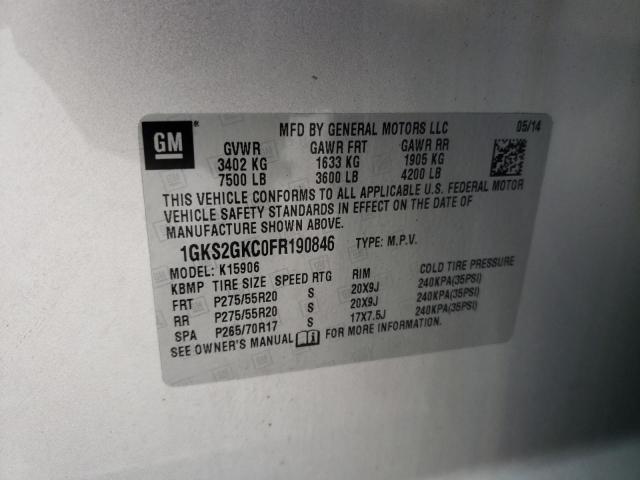 GM®
MFD BY GENERAL MOTORS LLC 05/14
GVWR GAWR FRT GAWR RR
3402 KG 1633 KG 1905 KG
7500 LB 3600 LB 4200 LB
THIS VEHICLE CONFORMS TO ALL APPLICABLE U.S. FEDERAL MOTOR
VEHICLE SAFETY STANDARDS IN EFFECT ON THE DATE OF
MANUFACTURE SHOWN ABOVE.
1GKS2GKC0FR190846 TYPE: M.P.V.
MODEL: K15906
KBMP TIRE SIZE SPEED RTG RIM COLD TIRE PRESSURE
FRT P275/55R20 S 20X9J 240KPA(35PSI)
RR P275/55R20 S 20X9J 240KPA(35PSI)
SPA P265/70R17 S 17X7.5J 240KPA(35PSI)
SEE OWNER'S MANUAL FOR MORE INFORMATION.